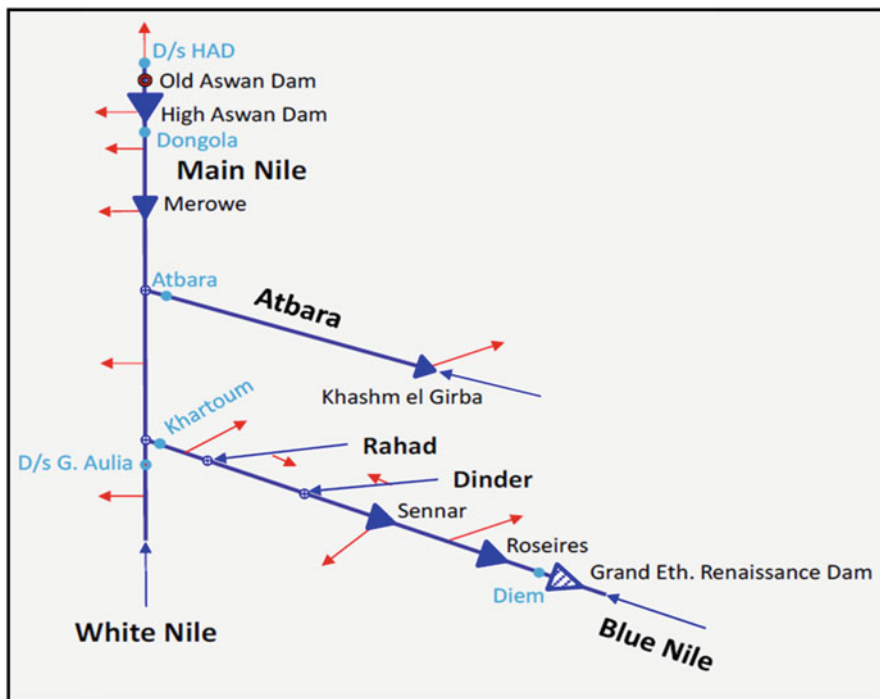 D/s HAD
Old Aswan Dam
High Aswan Dam
Dongola
Main Nile
Merowe
Atbara
Atbara
Khashm el Girba
Khartoum
Rahad
D/s G. Aulia
Dinder
Sennar
Roseires
Grand Eth. Renaissance Dam
Diem
White Nile
Blue Nile